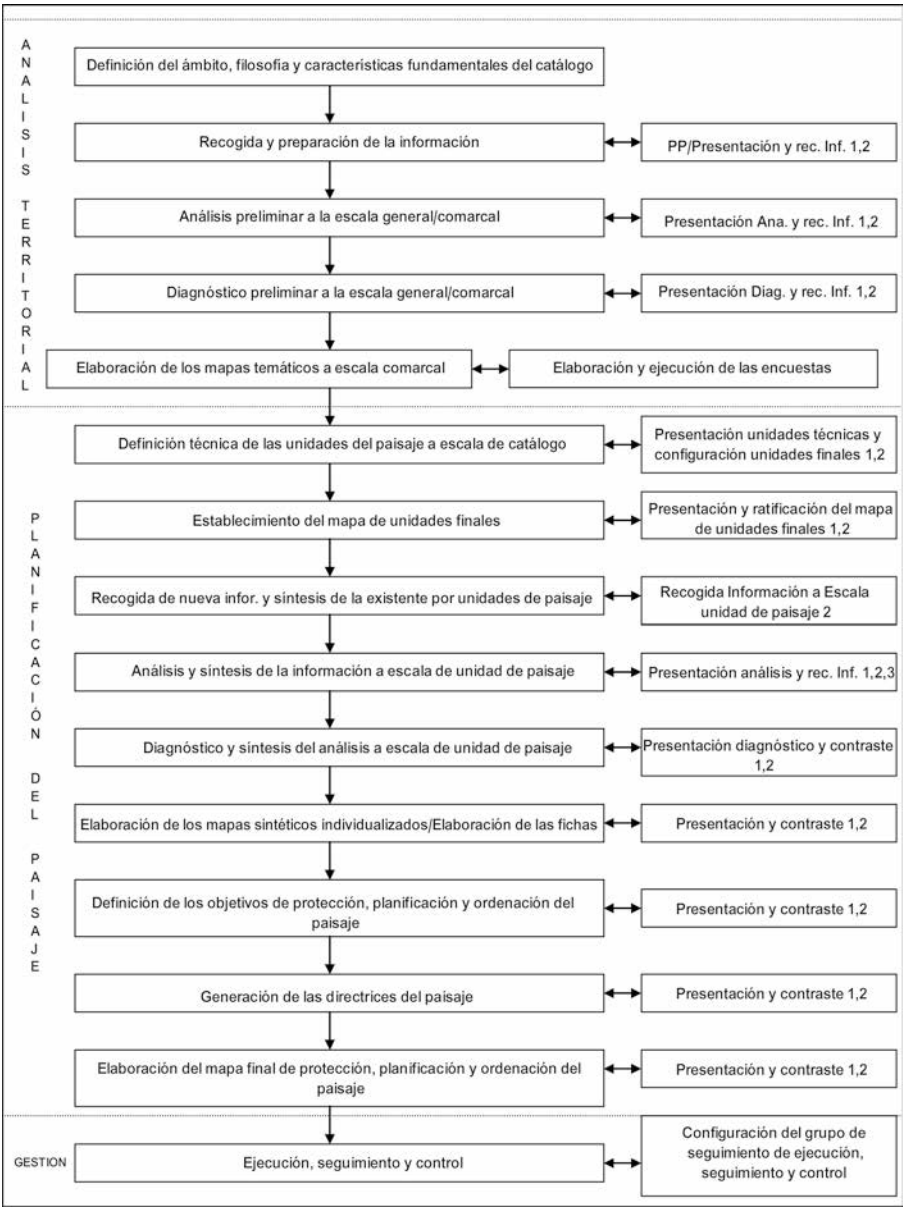 ANALISIS TERRITORIAL
Definición del ámbito, filosofía y características fundamentales del catálogo
Recogida y preparación de la información
PP/Presentación y rec. Inf. 1,2
Análisis preliminar a la escala general/comarcal
Presentación Ana. y rec. Inf. 1,2
Diagnóstico preliminar a la escala general/comarcal
Presentación Diag. y rec. Inf. 1,2
Elaboración de los mapas temáticos a escala comarcal
Elaboración y ejecución de las encuestas
PLANIFICACIÓN DEL PAISAJE
Definición técnica de las unidades del paisaje a escala de catálogo
Presentación unidades técnicas y
configuración unidades finales 1,2
Establecimiento del mapa de unidades finales
Presentación y ratificación del mapa
de unidades finales 1,2
Recogida de nueva infor. y síntesis de la existente por unidades de paisaje
Recogida Información a Escala
unidad de paisaje 2
Análisis y síntesis de la información a escala de unidad de paisaje
Presentación análisis y rec. Inf. 1,2,3
Diagnóstico y síntesis del análisis a escala de unidad de paisaje
Presentación diagnóstico y contraste
1,2
Elaboración de los mapas sintéticos individualizados/Elaboración de las fichas
Presentación y contraste 1,2
Definición de los objetivos de protección, planificación y ordenación del
paisaje
Presentación y contraste 1,2
Generación de las directrices del paisaje
Presentación y contraste 1,2
Elaboración del mapa final de protección, planificación y ordenación del
paisaje
Presentación y contraste 1,2
GESTION
Ejecución, seguimiento y control
Configuración del grupo de
seguimiento de ejecución,
seguimiento y control